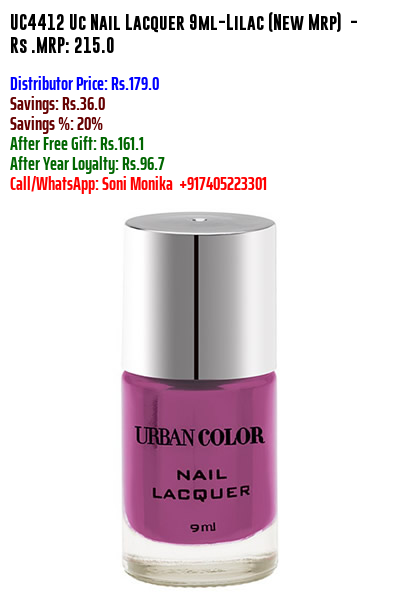 UC4412 Uc Nail Lacquer 9ml-Lilac (New Mrp) -
Rs .MRP: 215.0
Distributor Price: Rs.179.0
Savings: Rs.36.0
Savings %: 20%
After Free Gift: Rs.161.1
After Year Loyalty: Rs.96.7
Call/WhatsApp: Soni Monika +917405223301
URBAN COLOR
NAIL
LACQUER
9ml